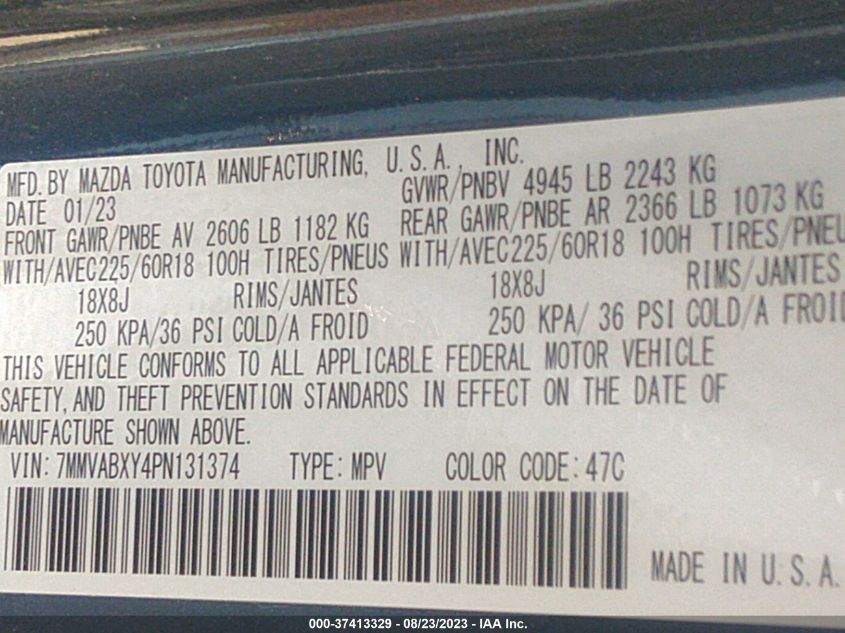 MFD. BY MAZDA TOYOTA MANUFACTURING, U.S.A., INC.
DATE 01/23 GVWR/PNBV 4945 LB 2243 KG
FRONT GAWR/PNBE AV 2606 LB 1182 KG REAR GAWR/PNBE AR 2366 LB 1073 KG
WITH/AVEC225/60R18 100H TIRES/PNEUS WITH/AVEC225/60R18 100H TIRES/PNEU
18X8J RIMS/JANTES 18X8J RIMS/JANTES
250 KPA/36 PSI COLD/A FROID 250 KPA/ 36 PSI COLD/A FROI
THIS VEHICLE CONFORMS TO ALL APPLICABLE FEDERAL MOTOR VEHICLE
SAFETY, AND THEFT PREVENTION STANDARDS IN EFFECT ON THE DATE OF
MANUFACTURE SHOWN ABOVE.
VIN: 7MMVABXY4PN131374 TYPE: MPV COLOR CODE: 47C
MADE IN U.S.A.
000-37413329 - 08/23/2023 - IAA Inc.